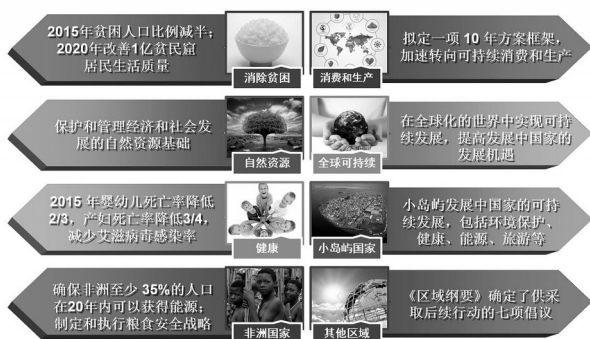 2015年贫困人口比例减半；
2020年改善1亿贫民窟
居民生活质量
消除贫困
消费和生产
拟定一项 10 年方案框架，
加速转向可持续消费和生产
保护和管理经济和社会发
展的自然资源基础
自然资源
全球可持续
在全球化的世界中实现可持
续发展，提高发展中国家的
发展机遇
2015 年婴幼儿死亡率降低
2/3，产妇死亡率降低3/4，
减少艾滋病毒感染率
健康
小岛屿国家
小岛屿发展中国家的可持
续发展，包括环境保护、
健康、能源、旅游等
确保非洲至少 35%的人口
在20年内可以获得能源；
制定和执行粮食安全战略
非洲国家
其他区域
《区域纲要》确定了供采
取后续行动的七项倡议